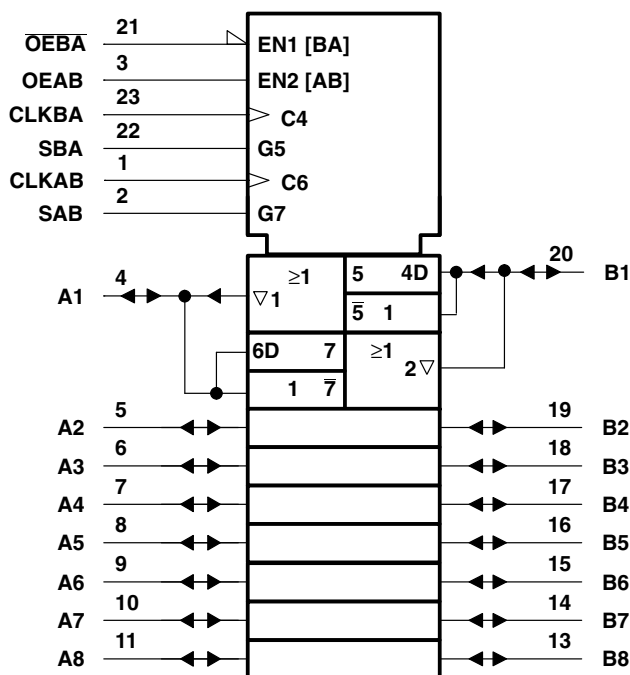 OEBA 21 EN1 [BA]
OEAB 3 EN2 [AB]
CLKBA 23 C4
SBA 22 G5
CLKAB 1 C6
SAB 2 G7
A1 4 ▽1 ≥1 5 4D 20 B1
5̅ 1
6D 7 ≥1 2▽
1 7̅
A2 5 19 B2
A3 6 18 B3
A4 7 17 B4
A5 8 16 B5
A6 9 15 B6
A7 10 14 B7
A8 11 13 B8